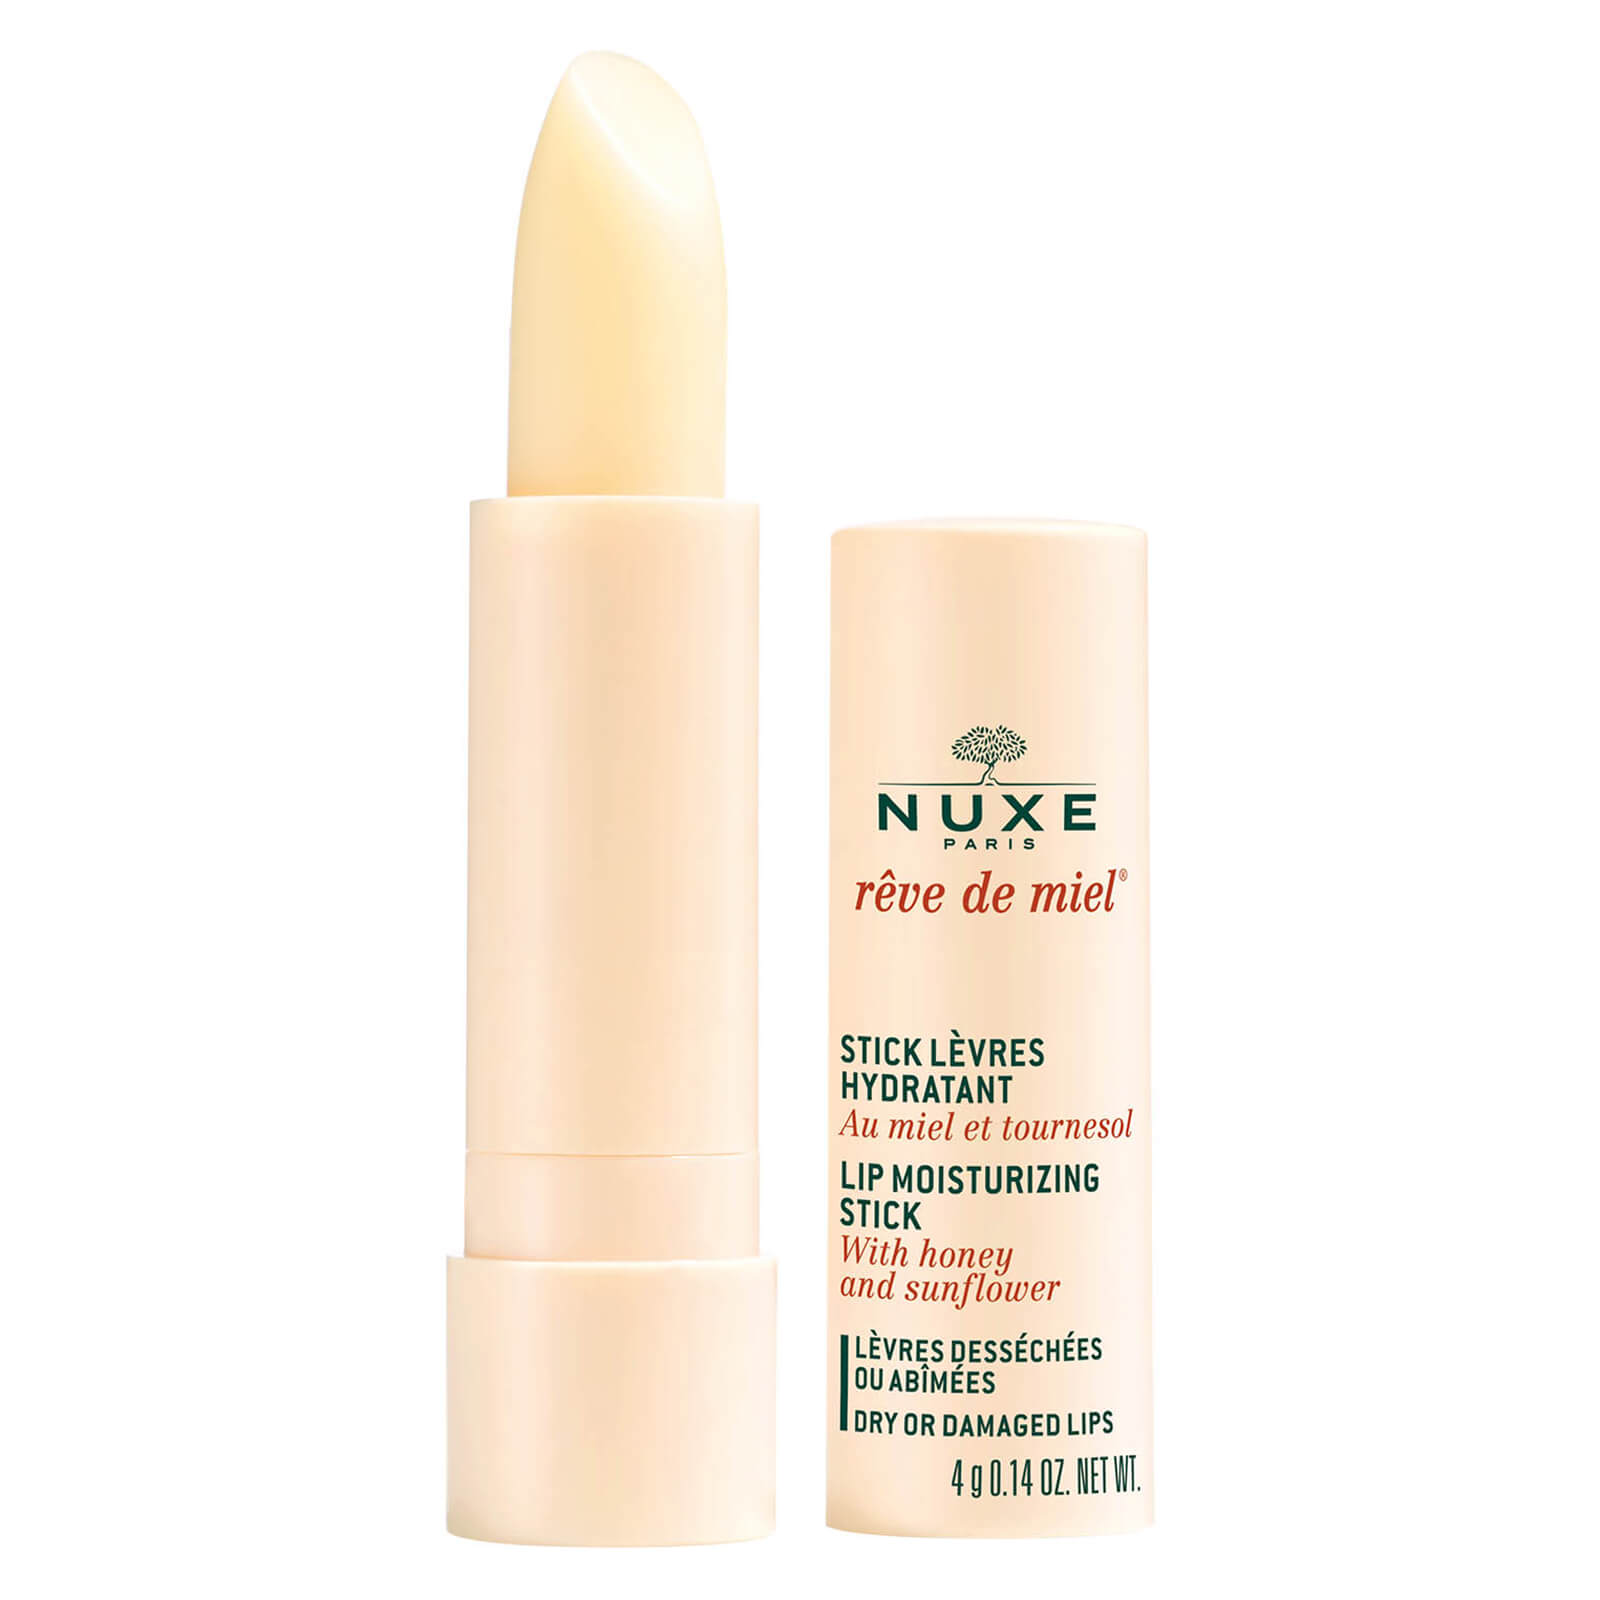 NUXE
PARIS
rêve de miel®
STICK LÈVRES
HYDRATANT
Au miel et tournesol
LIP MOISTURIZING
STICK
With honey
and sunflower
LÈVRES DESSÉCHÉES
OU ABÎMÉES
DRY OR DAMAGED LIPS
4 g 0.14 OZ. NET WT.